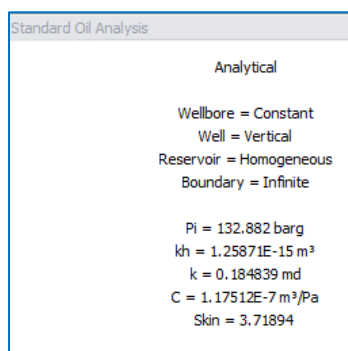 Standard Oil Analysis
Analytical
Wellbore = Constant
Well = Vertical
Reservoir = Homogeneous
Boundary = Infinite
Pi = 132.882 barg
kh = 1.25871E-15 m³
k = 0.184839 md
C = 1.17512E-7 m³/Pa
Skin = 3.71894